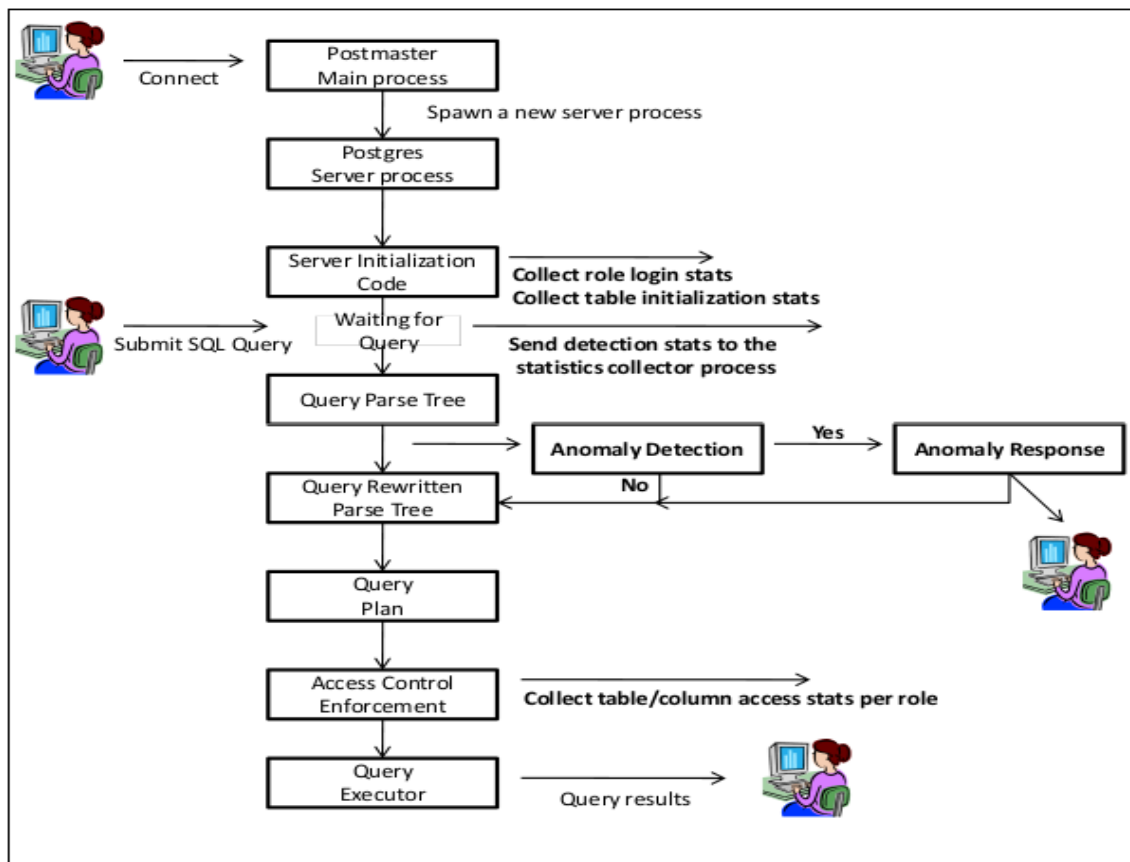 Postmaster
Main process
Connect
Spawn a new server process
Postgres
Server process
Server Initialization
Code
Collect role login stats
Collect table initialization stats
Waiting for
Query
Submit SQL Query
Send detection stats to the
statistics collector process
Query Parse Tree
Anomaly Detection
Yes
Anomaly Response
No
Query Rewritten
Parse Tree
Query
Plan
Access Control
Enforcement
Collect table/column access stats per role
Query
Executor
Query results